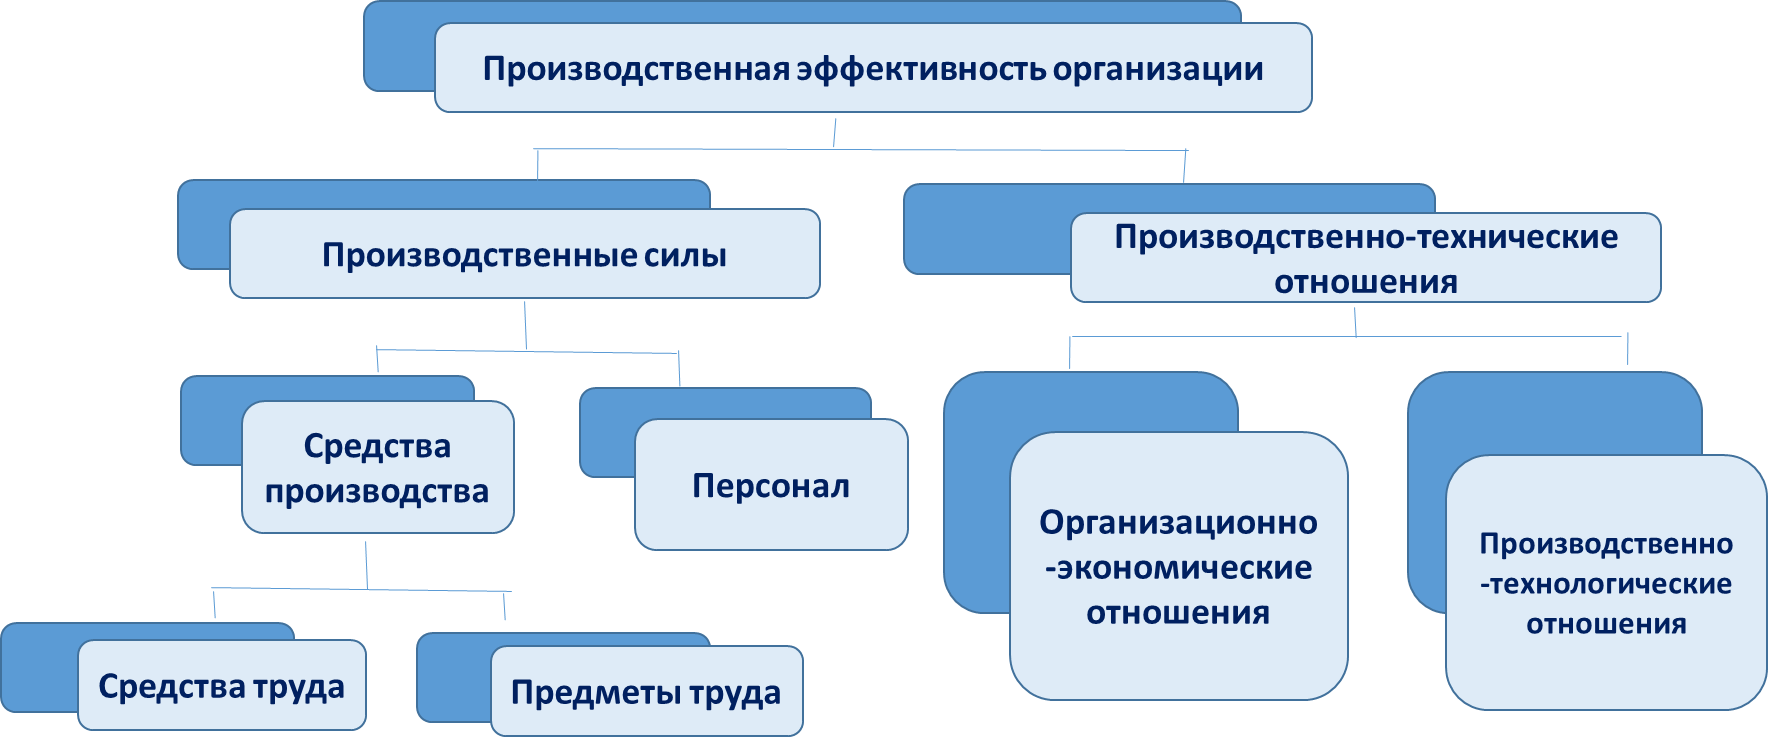 Производственная эффективность организации
Производственные силы
Производственно-технические
отношения
Средства
производства
Персонал
Организационно
-экономические
отношения
Производственно
-технологические
отношения
Средства труда
Предметы труда